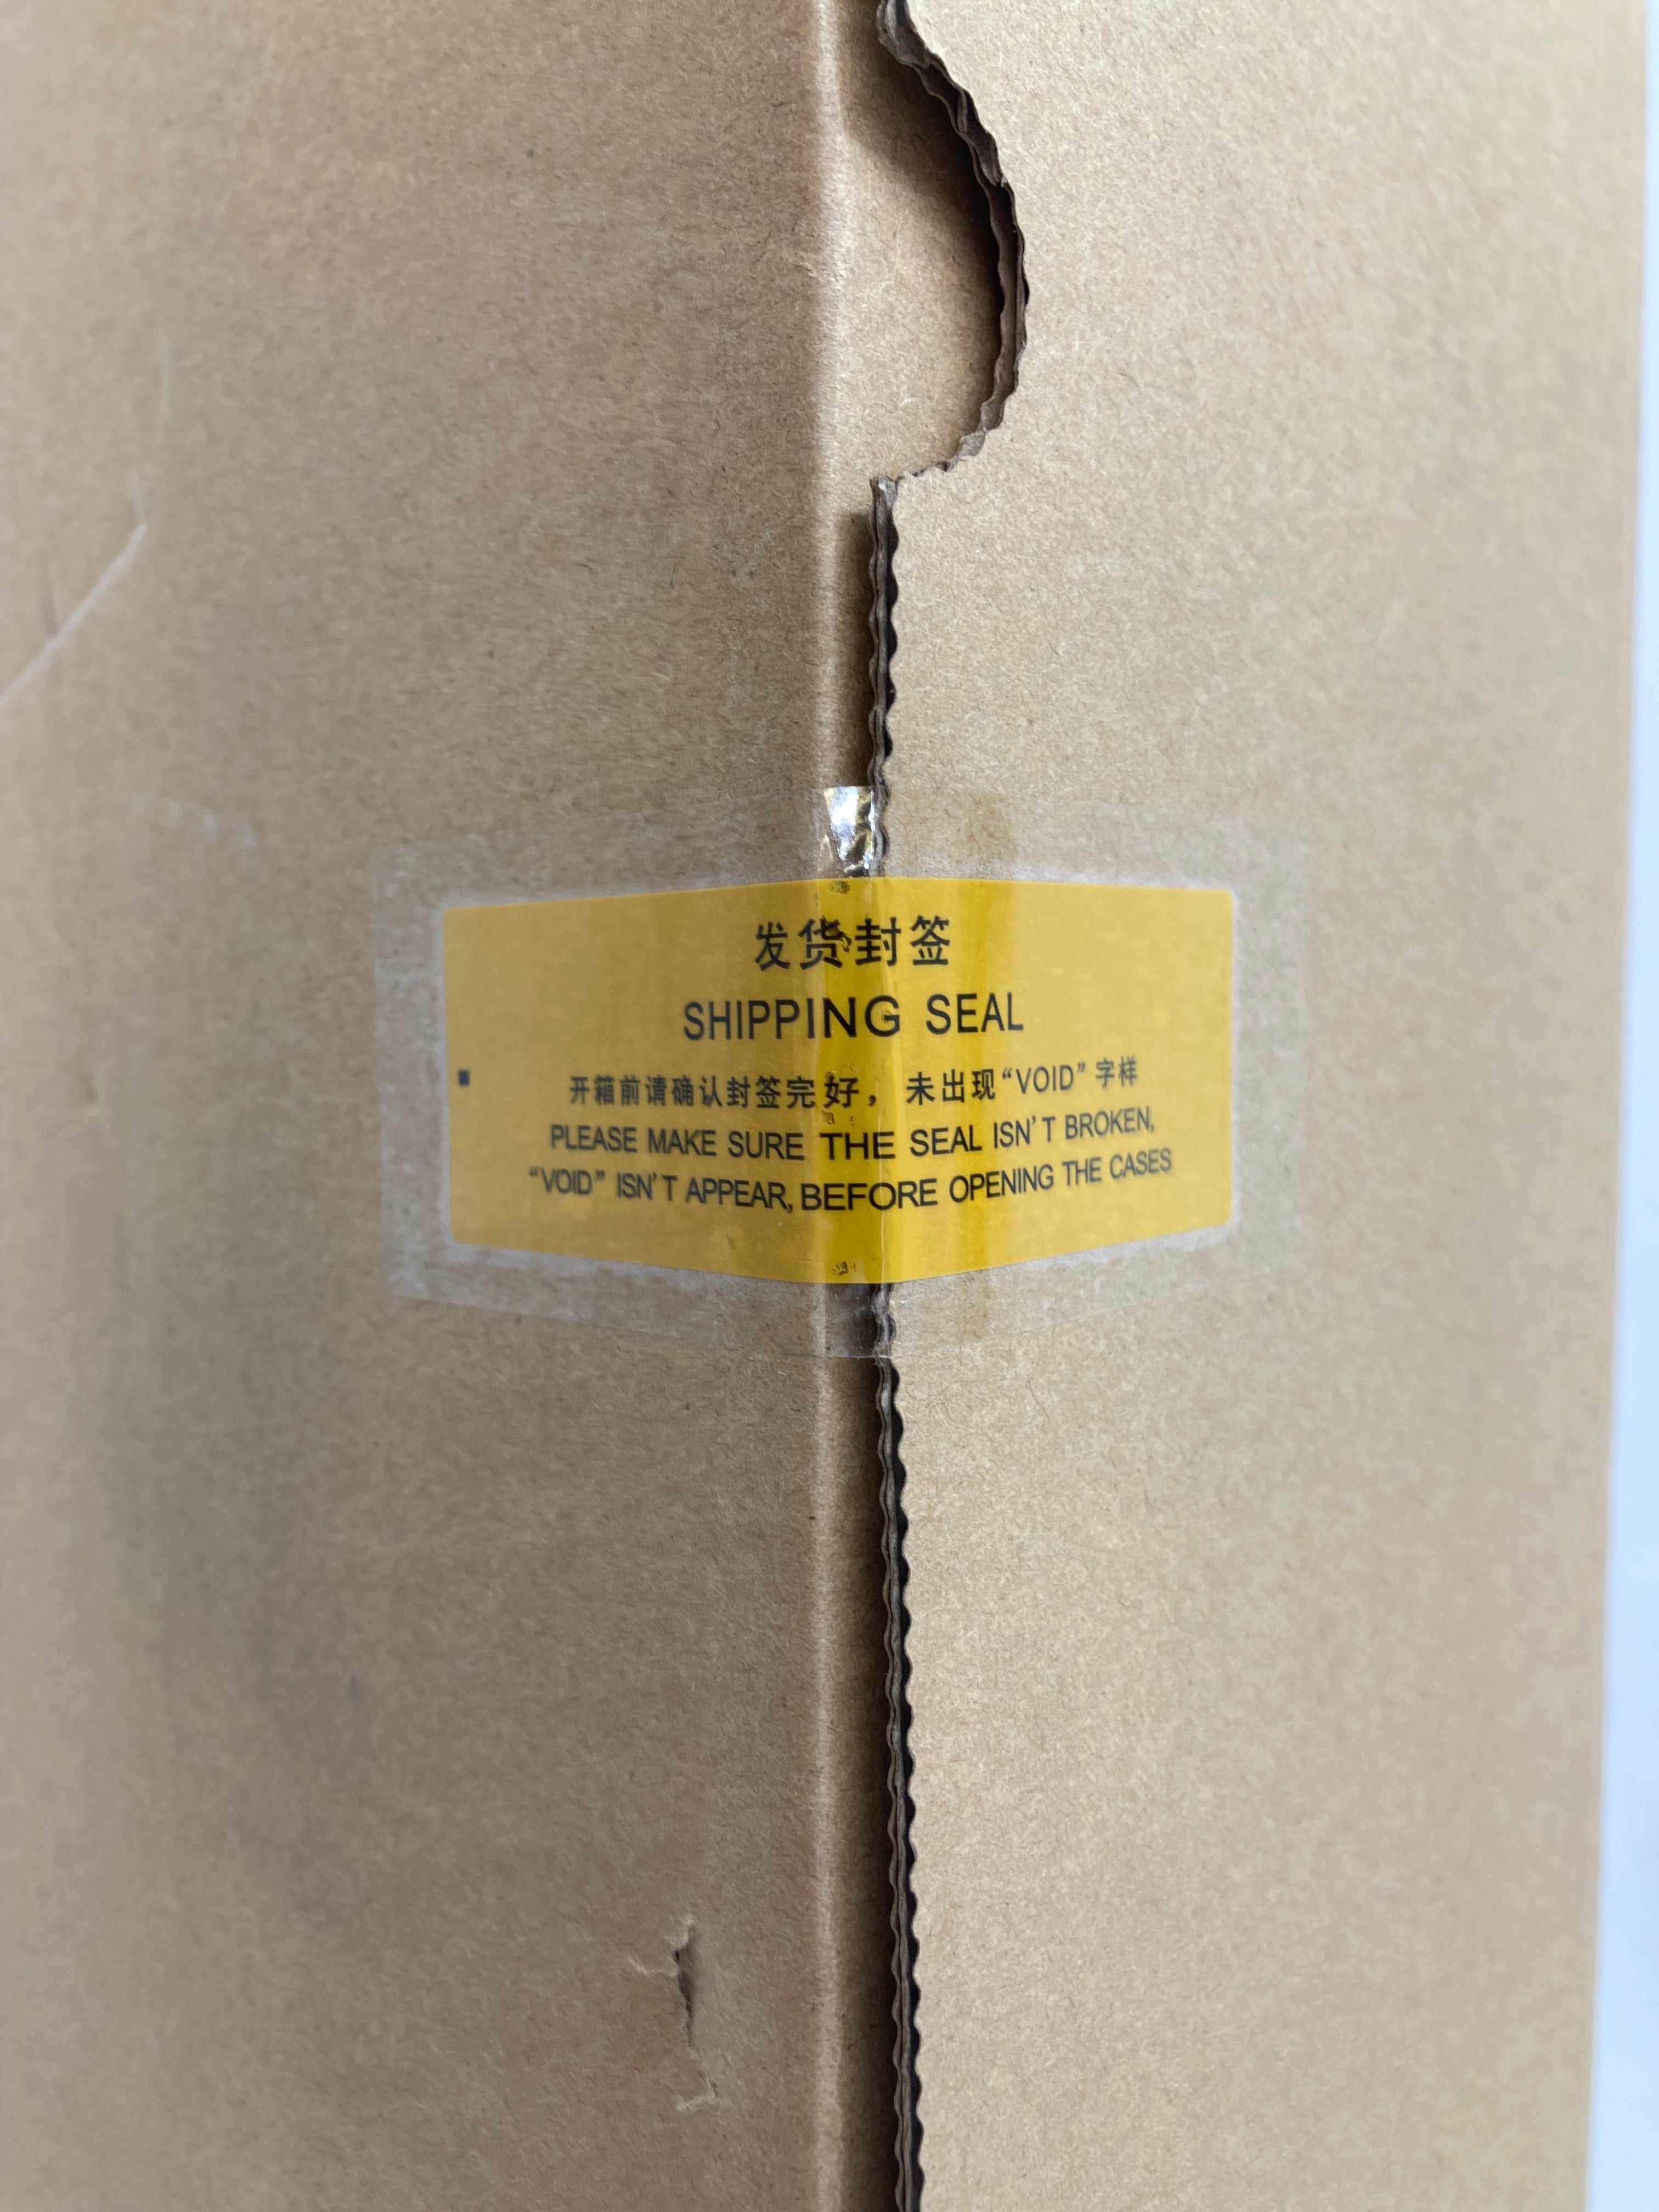 发货封签
SHIPPING SEAL
开箱前请确认封签完好，未出现“VOID”字样
PLEASE MAKE SURE THE SEAL ISN'T BROKEN,
“VOID” ISN'T APPEAR, BEFORE OPENING THE CASES